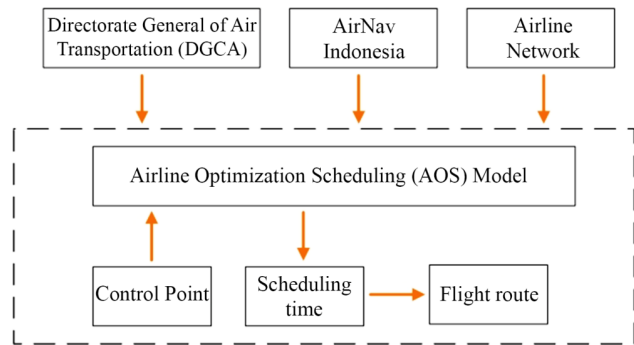 Directorate General of Air
Transportation (DGCA)
AirNav
Indonesia
Airline
Network
Airline Optimization Scheduling (AOS) Model
Control Point
Scheduling
time
Flight route